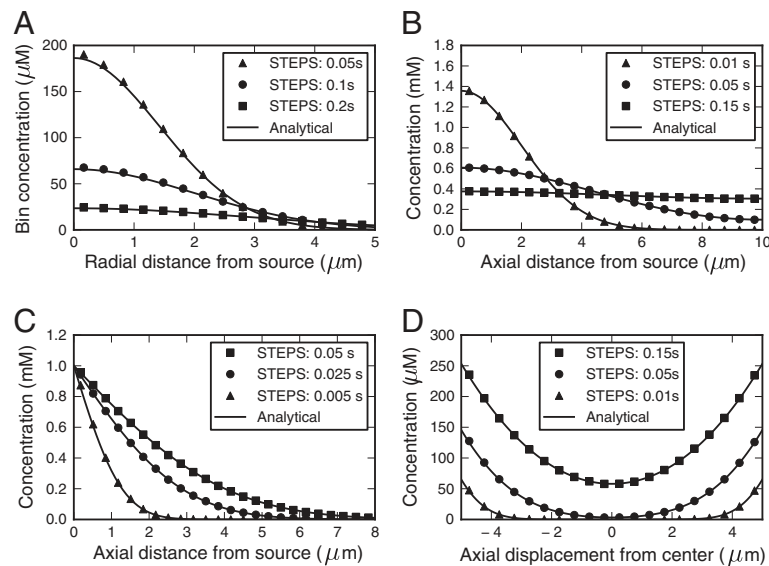 A
Bin concentration (μM)
200
150
100
50
0
STEPS: 0.05s
STEPS: 0.1s
STEPS: 0.2s
Analytical
0 1 2 3 4 5
Radial distance from source (μm)
B
Concentration (mM)
1.8
1.6
1.4
1.2
1.0
0.8
0.6
0.4
0.2
0.0
STEPS: 0.01 s
STEPS: 0.05 s
STEPS: 0.15 s
Analytical
0 2 4 6 8 10
Axial distance from source (μm)
C
Concentration (mM)
1.2
1.0
0.8
0.6
0.4
0.2
0.0
STEPS: 0.05 s
STEPS: 0.025 s
STEPS: 0.005 s
Analytical
0 1 2 3 4 5 6 7 8
Axial distance from source (μm)
D
Concentration (μM)
300
250
200
150
100
50
0
STEPS: 0.15s
STEPS: 0.05s
STEPS: 0.01s
Analytical
−4 −2 0 2 4
Axial displacement from center (μm)